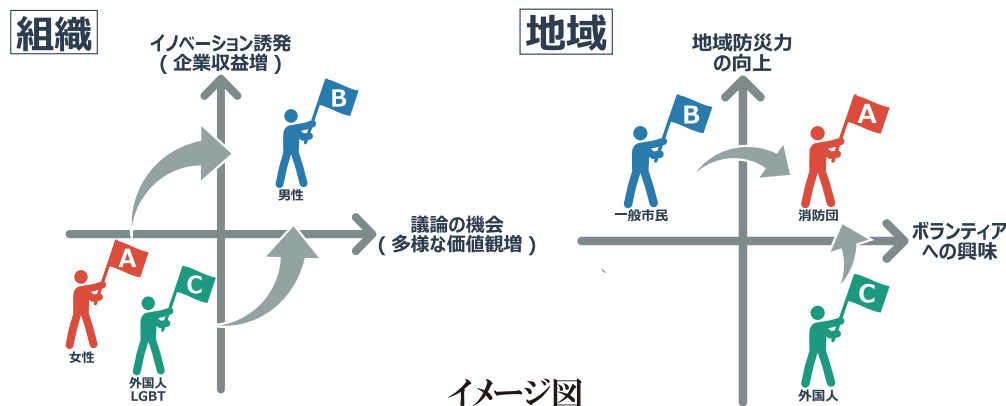 組織
イノベーション誘発
( 企業収益増 )
B
男性
議論の機会
( 多様な価値観増 )
A
女性
C
外国人
LGBT
地域
地域防災力
の向上
B
一般市民
A
消防団
ボランティア
への興味
C
外国人
イメージ図